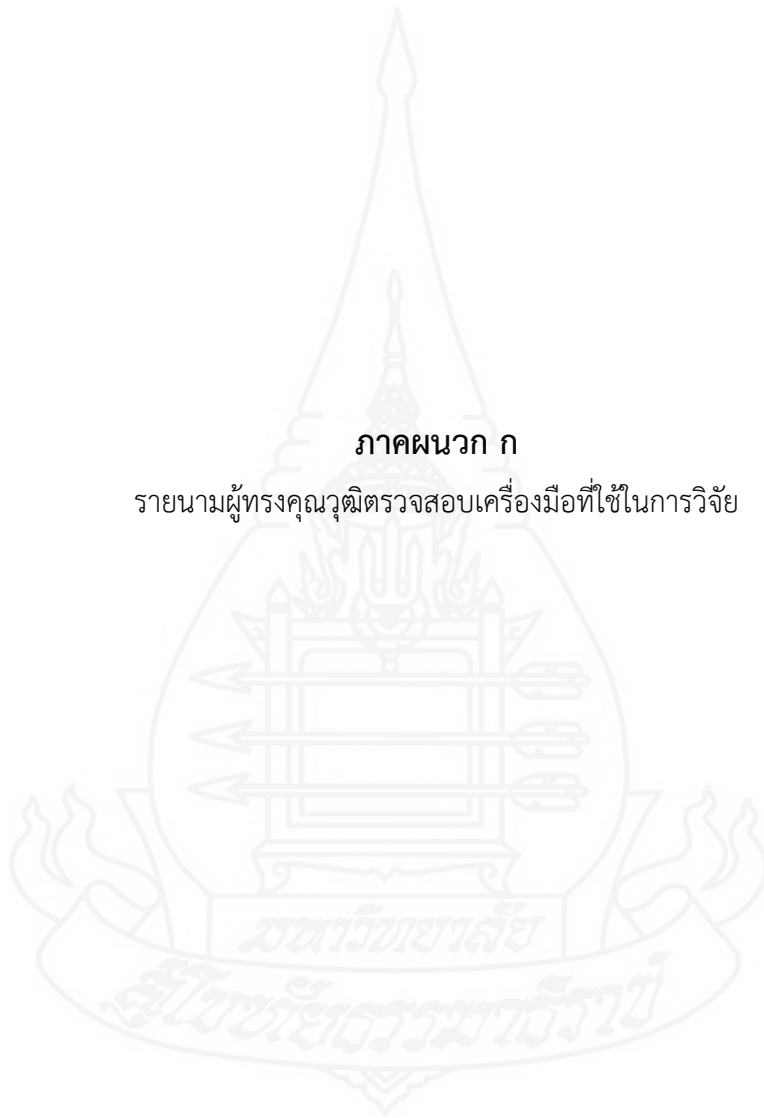 ภาคผนวก ก
รายนามผู้ทรงคุณวุฒิตรวจสอบเครื่องมือที่ใช้ในการวิจัย
มหาวิทยาลัย
สุโขทัยธรรมาธิราช